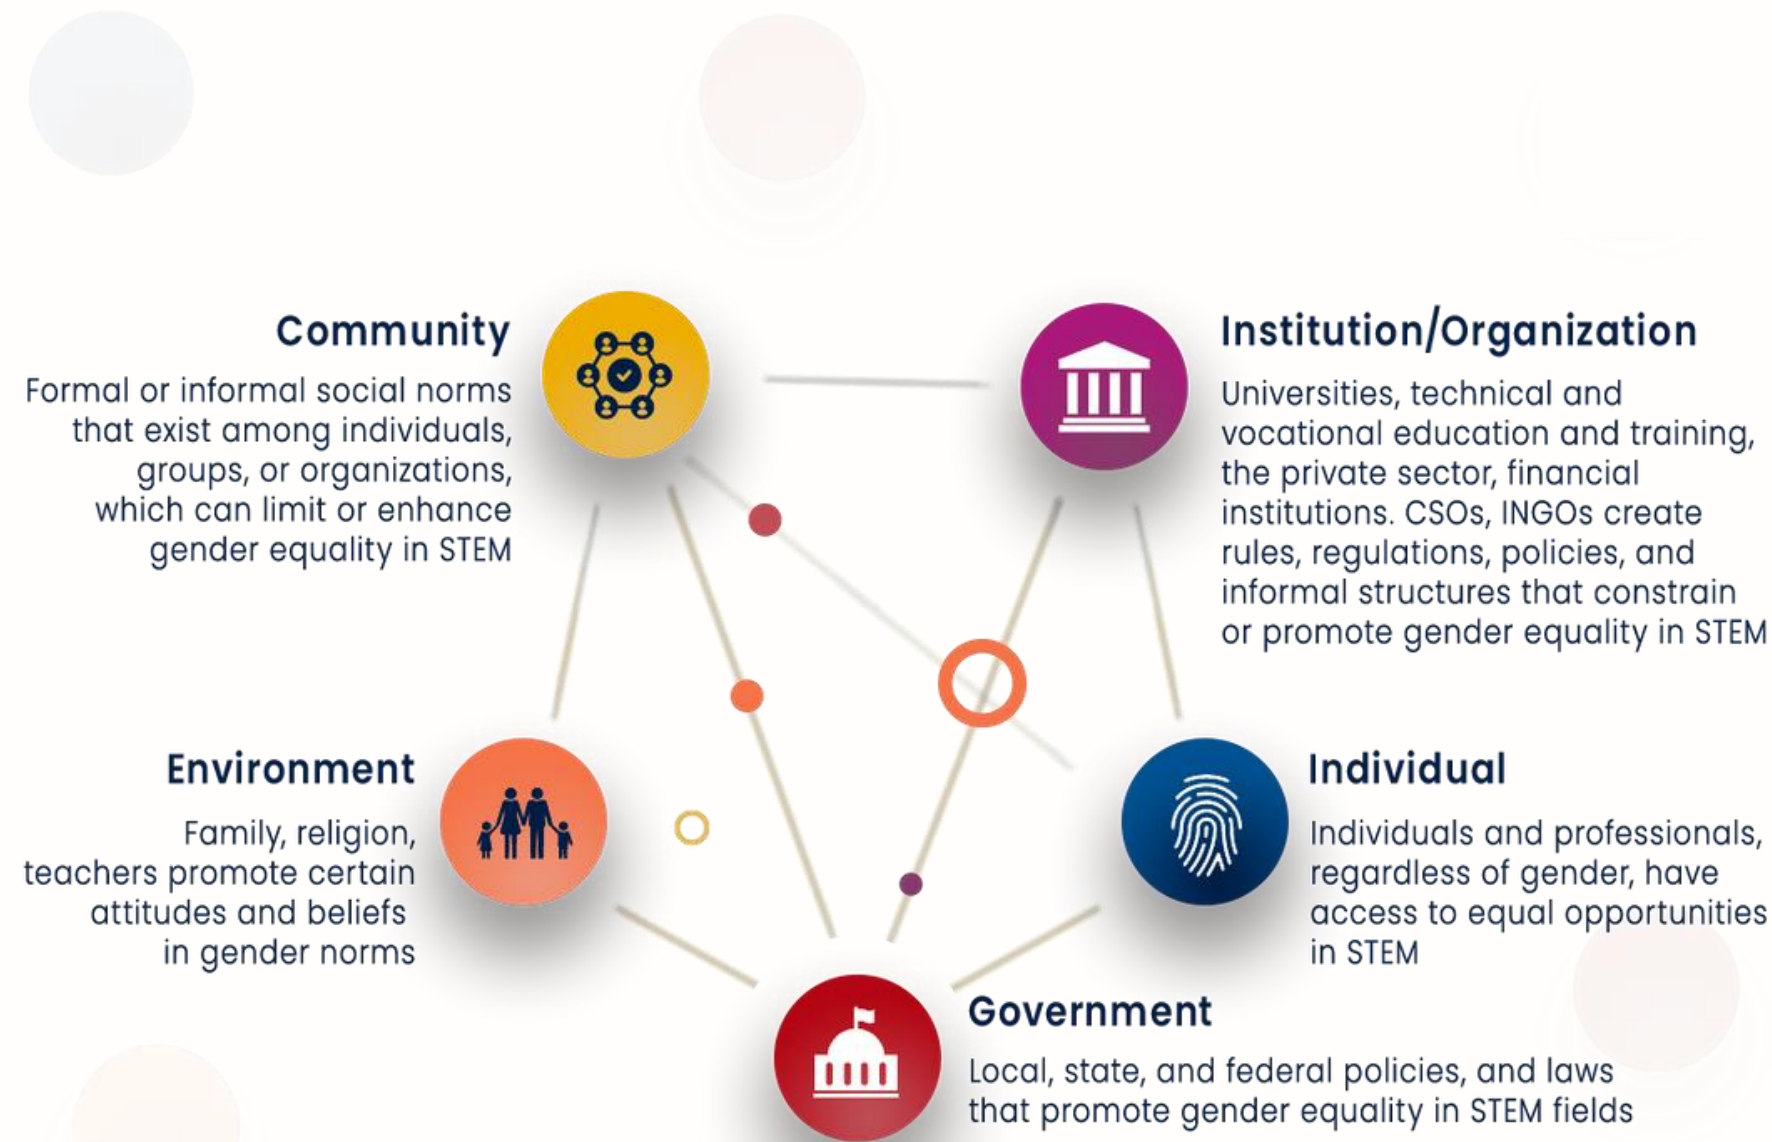 Community
Formal or informal social norms
that exist among individuals,
groups, or organizations,
which can limit or enhance
gender equality in STEM
Institution/Organization
Universities, technical and
vocational education and training,
the private sector, financial
institutions. CSOs, INGOs create
rules, regulations, policies, and
informal structures that constrain
or promote gender equality in STEM
Environment
Family, religion,
teachers promote certain
attitudes and beliefs
in gender norms
Individual
Individuals and professionals,
regardless of gender, have
access to equal opportunities
in STEM
Government
Local, state, and federal policies, and laws
that promote gender equality in STEM fields